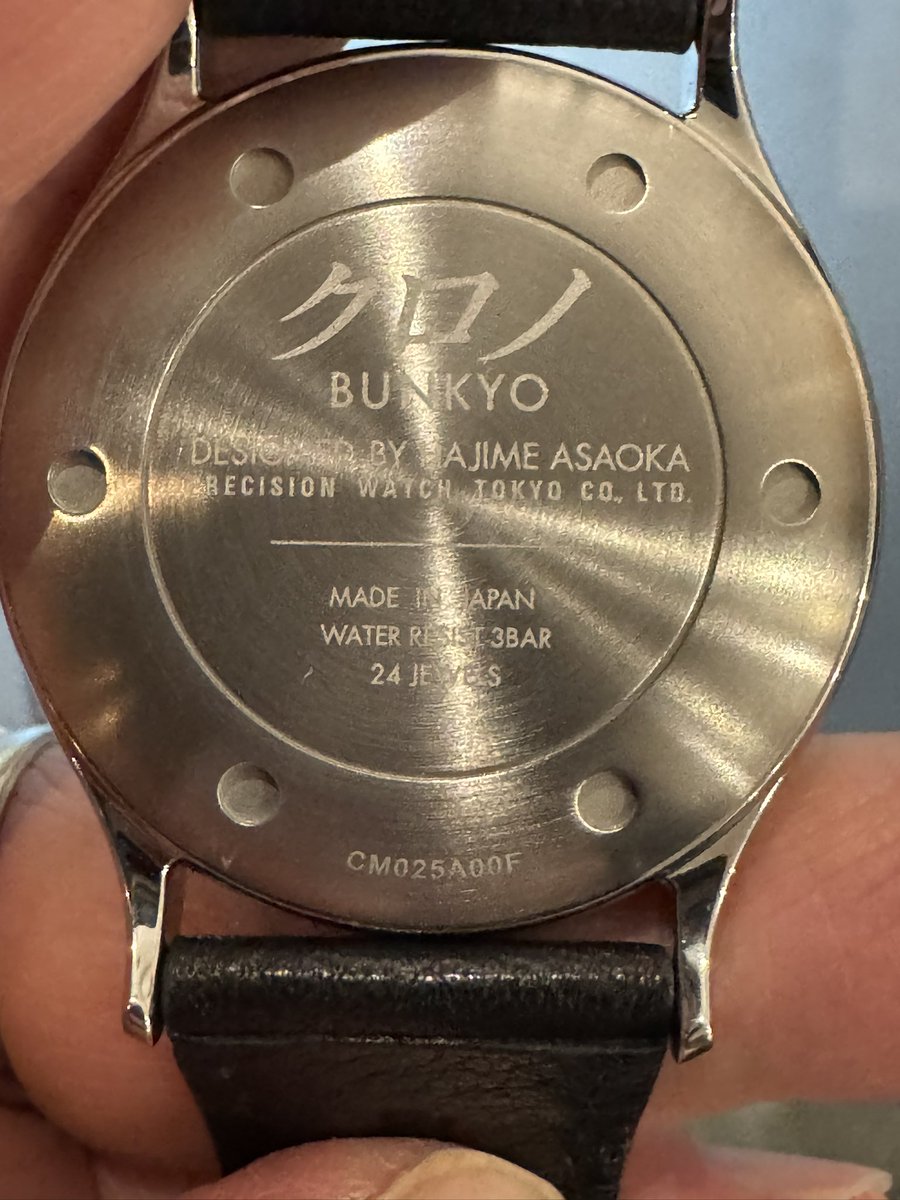 クロノ
BUNKYO
DESIGNED BY HAJIME ASAOKA
PRECISION WATCH TOKYO CO., LTD.
MADE IN JAPAN
WATER RESIST 3BAR
24 JEWELS
CM025A00F